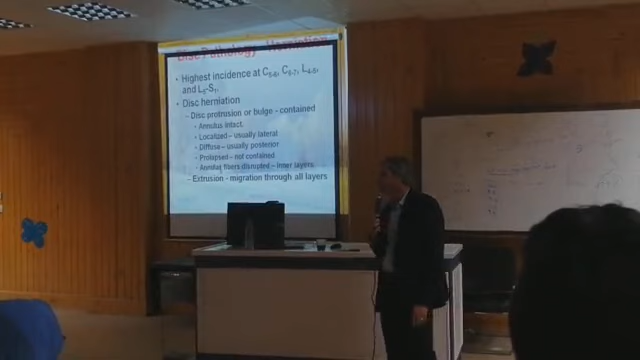 Disc Pathology - Herniation
• Highest incidence at C5-6, C6-7, L4-5,
and L5-S1.
• Disc herniation
– Disc protrusion or bulge - contained
• Annulus intact.
• Localized – usually lateral
• Diffuse – usually posterior
• Prolapsed – not contained
• Annular fibers disrupted – inner layers.
– Extrusion - migration through all layers